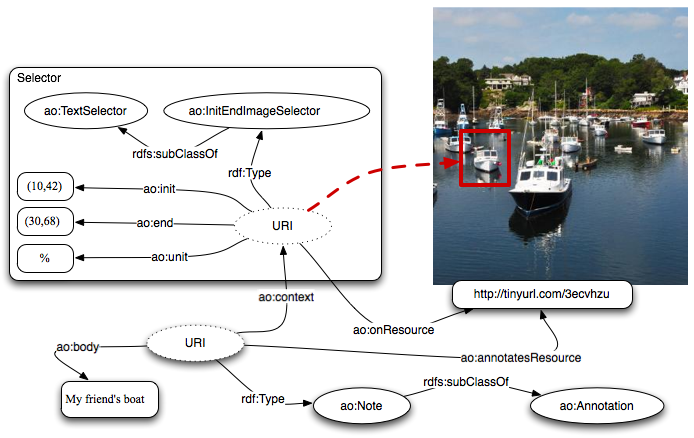 Selector
ao:TextSelector
ao:InitEndImageSelector
rdfs:subClassOf
rdf:Type
(10,42)
ao:init
(30,68)
ao:end
URI
%
ao:unit
ao:context
http://tinyurl.com/3ecvhzu
ao:onResource
ao:body
URI
ao:annotatesResource
rdfs:subClassOf
My friend's boat
rdf:Type
ao:Note
ao:Annotation